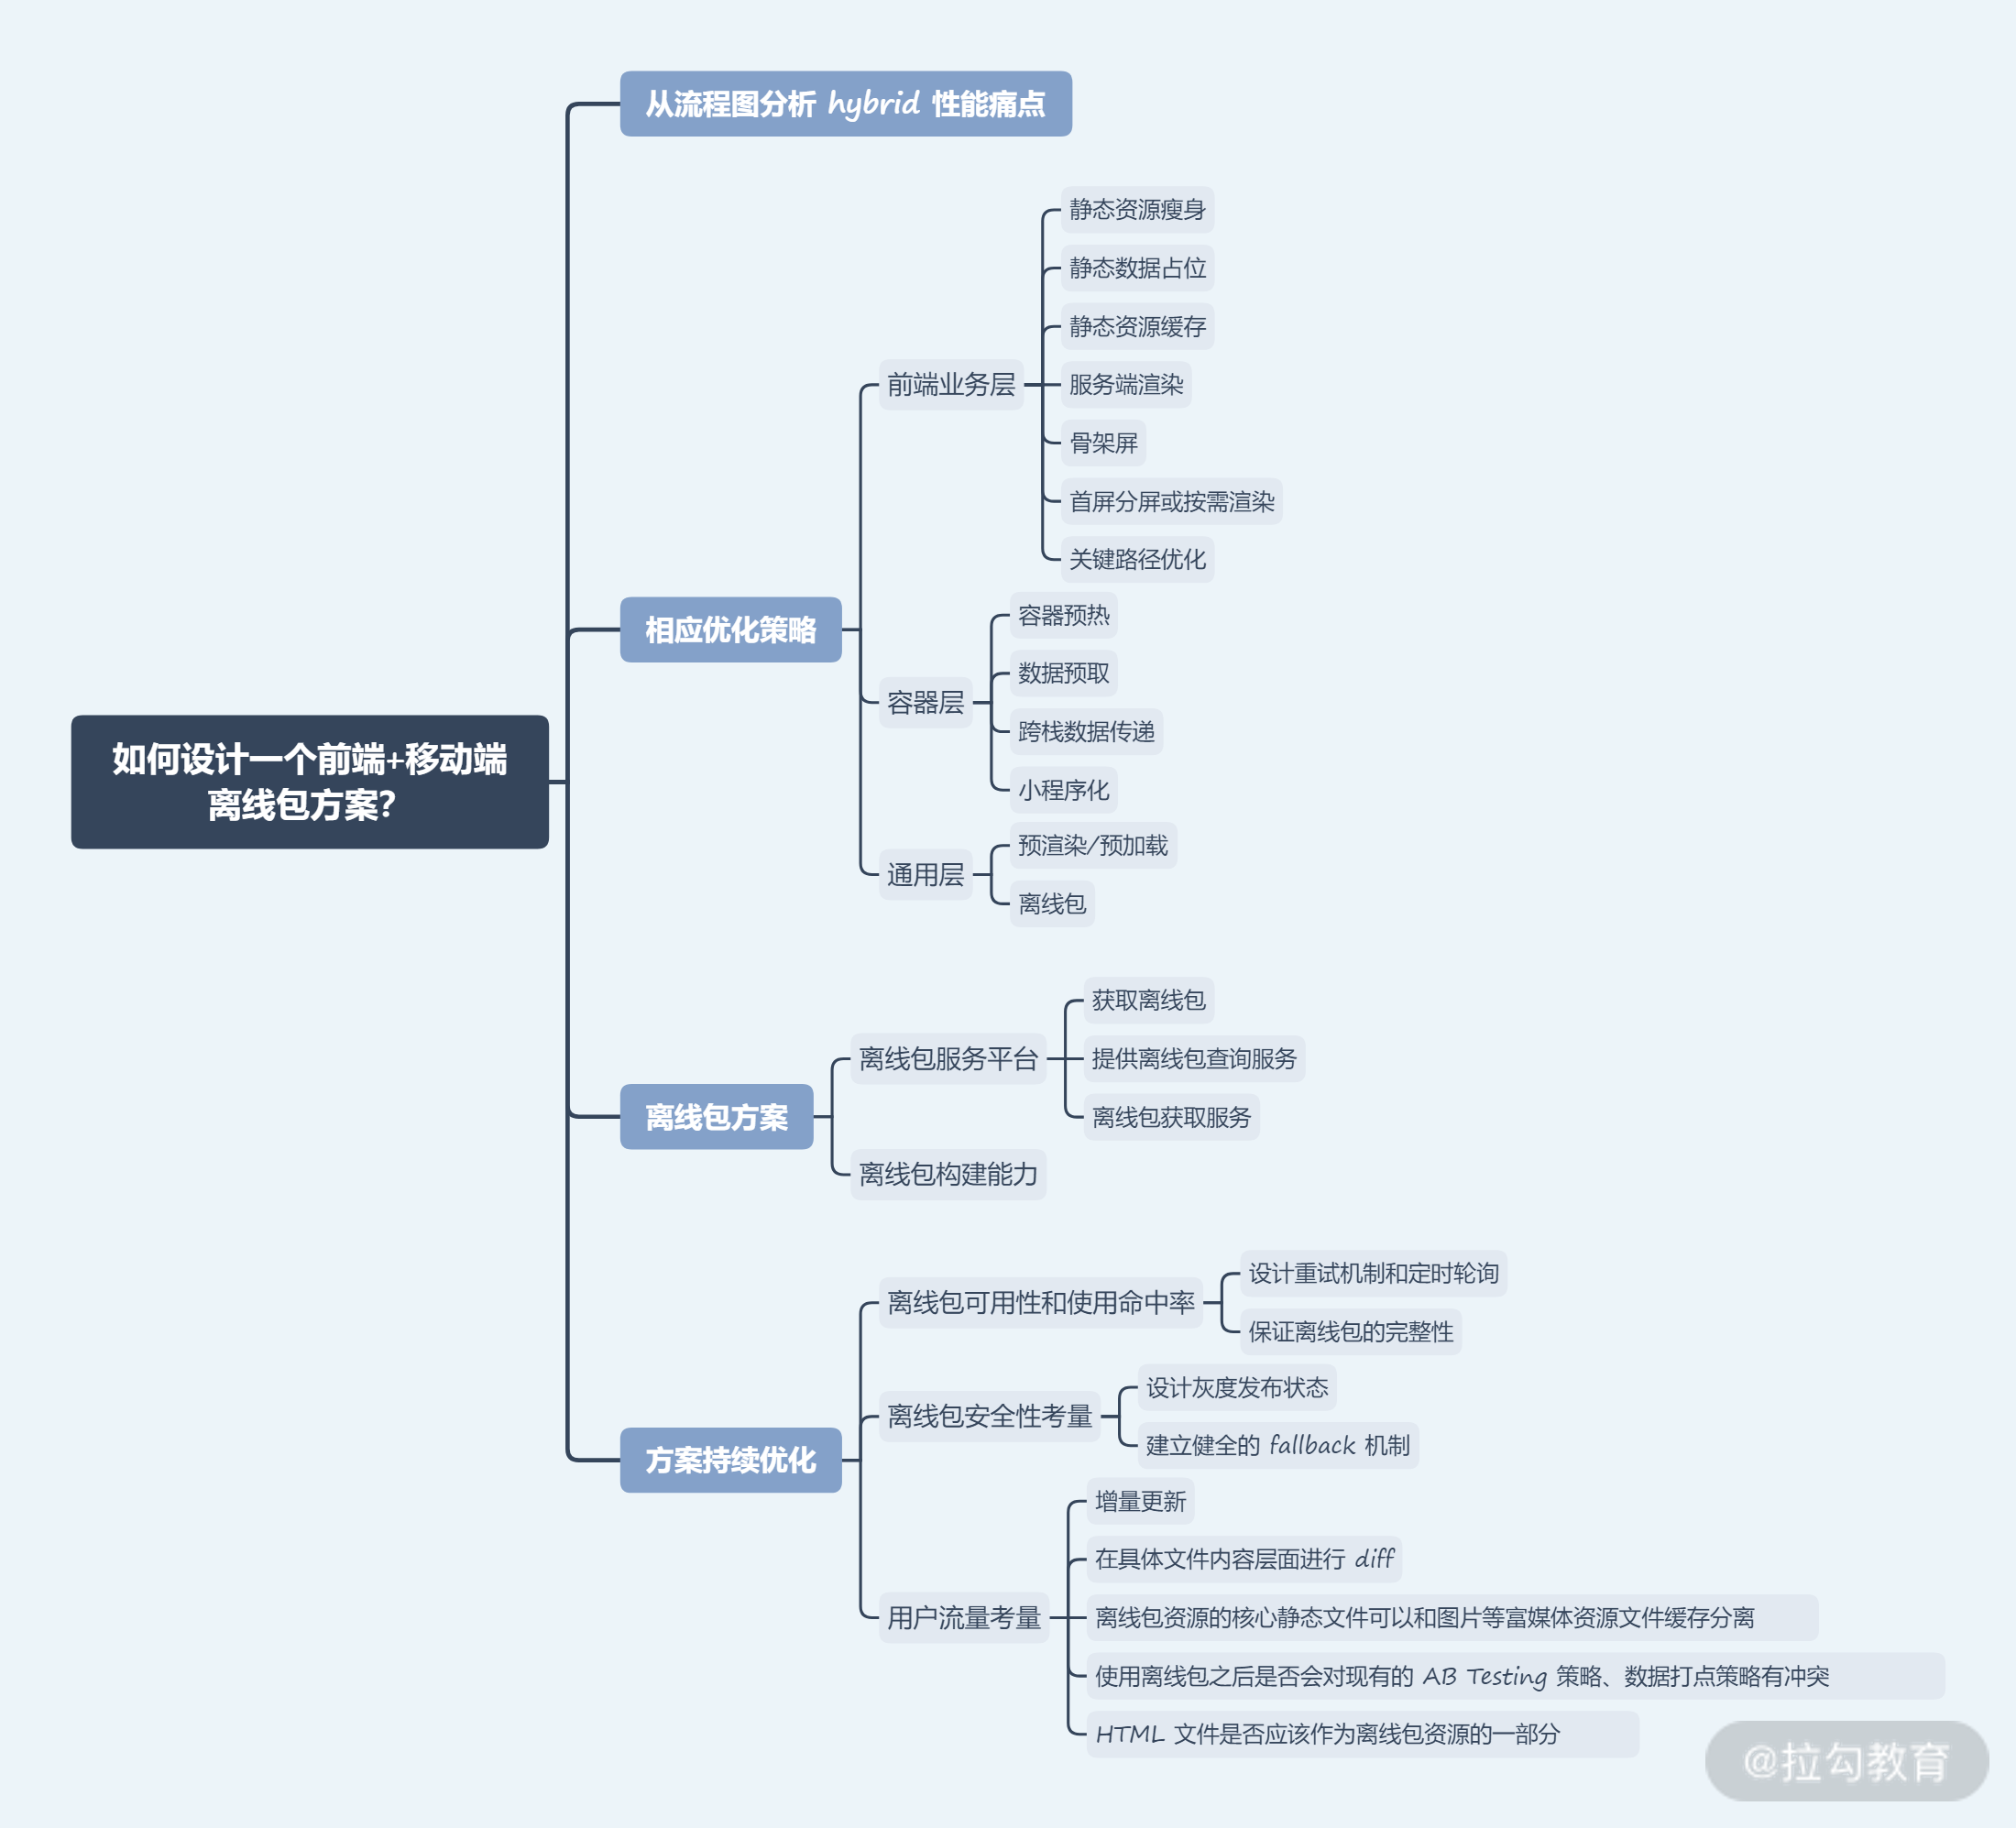 从流程图分析 hybrid 性能痛点
静态资源瘦身
静态数据占位
静态资源缓存
前端业务层
服务端渲染
骨架屏
首屏分屏或按需渲染
关键路径优化
相应优化策略
容器预热
数据预取
容器层
跨栈数据传递
小程序化
如何设计一个前端+移动端
离线包方案？
预渲染/预加载
通用层
离线包
获取离线包
离线包服务平台
提供离线包查询服务
离线包获取服务
离线包方案
离线包构建能力
设计重试机制和定时轮询
离线包可用性和使用命中率
保证离线包的完整性
设计灰度发布状态
离线包安全性考量
建立健全的 fallback 机制
方案持续优化
增量更新
在具体文件内容层面进行 diff
用户流量考量
离线包资源的核心静态文件可以和图片等富媒体资源文件缓存分离
使用离线包之后是否会对现有的 AB Testing 策略、数据打点策略有冲突
HTML 文件是否应该作为离线包资源的一部分
@拉勾教育